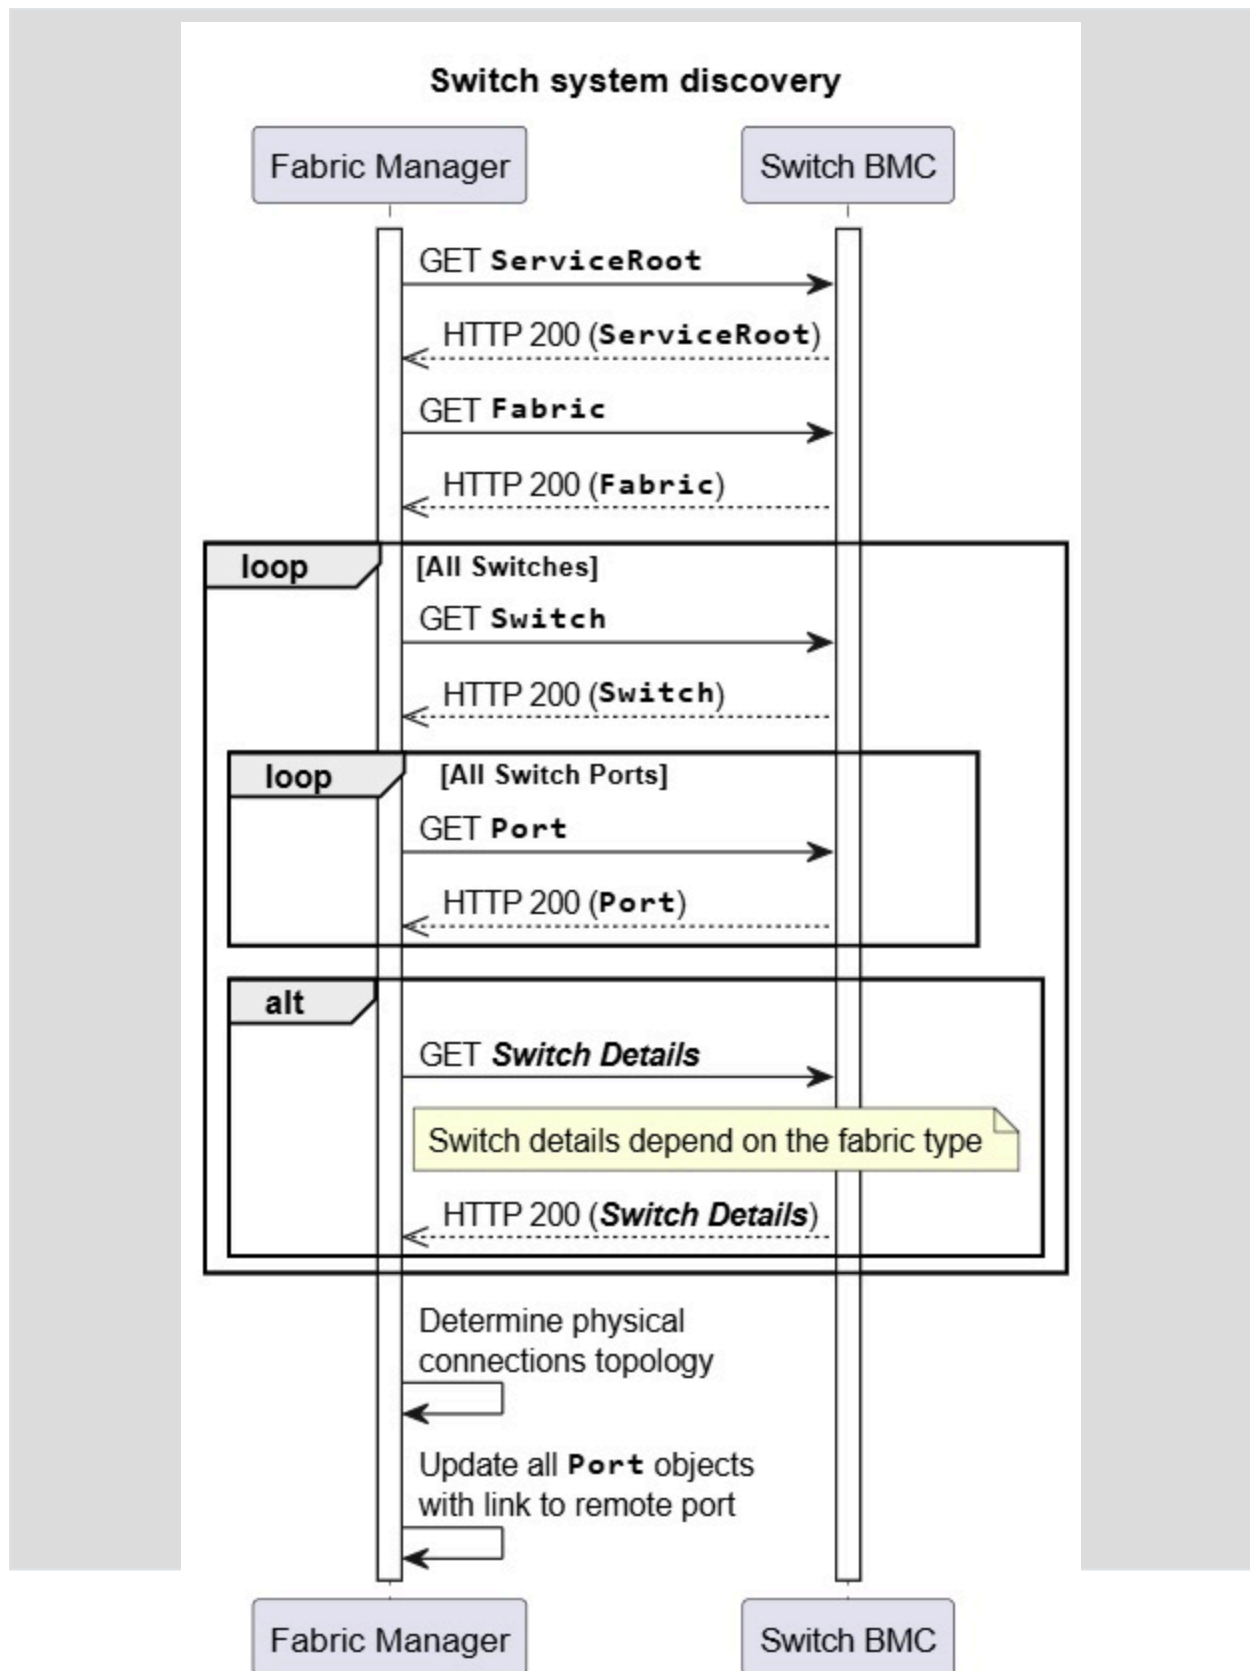 Switch system discovery
Fabric Manager
Switch BMC
GET ServiceRoot
HTTP 200 (ServiceRoot)
GET Fabric
HTTP 200 (Fabric)
loop
[All Switches]
GET Switch
HTTP 200 (Switch)
loop
[All Switch Ports]
GET Port
HTTP 200 (Port)
alt
GET Switch Details
Switch details depend on the fabric type
HTTP 200 (Switch Details)
Determine physical
connections topology
Update all Port objects
with link to remote port
Fabric Manager
Switch BMC